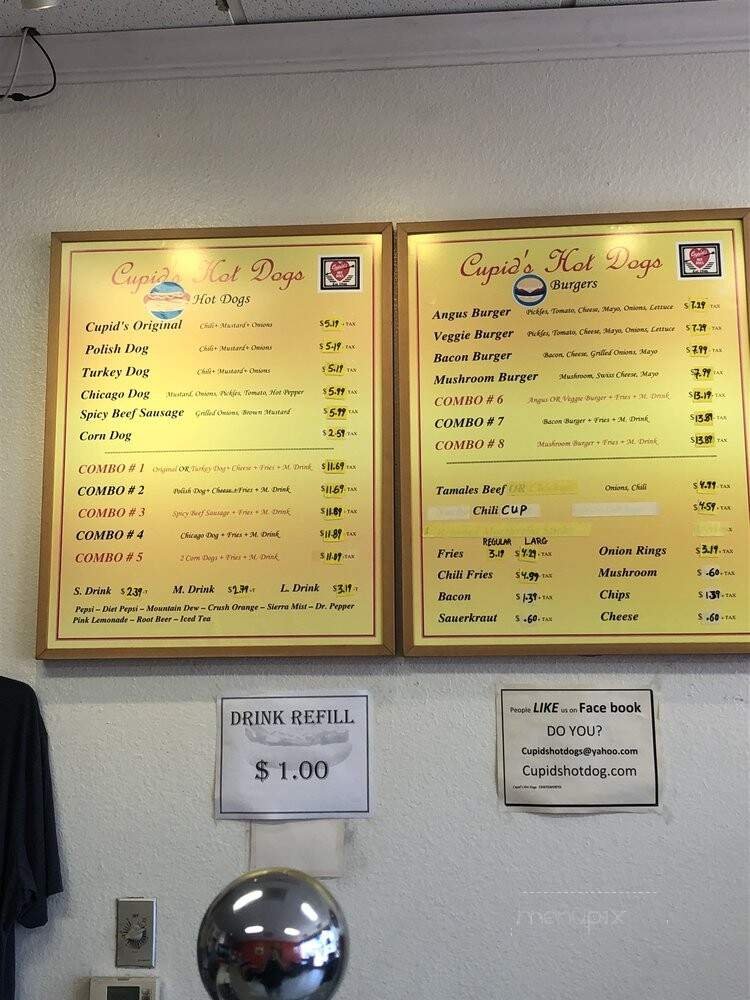 Cupid's Hot Dogs
Hot Dogs
Cupid's Original Chili+ Mustard+ Onions $5.19+TAX
Polish Dog Chili+ Mustard+ Onions $5.19+TAX
Turkey Dog Chili+ Mustard+ Onions $5.19+TAX
Chicago Dog Mustard, Onions, Pickles, Tomato, Hot Pepper $5.99+TAX
Spicy Beef Sausage Grilled Onions, Brown Mustard $5.99+TAX
Corn Dog $2.59+TAX
COMBO # 1 Original OR Turkey Dog+ Cheese + Fries + M. Drink $11.69+TAX
COMBO # 2 Polish Dog+ Cheese+Fries + M. Drink $11.69+TAX
COMBO # 3 Spicy Beef Sausage + Fries + M. Drink $11.89+TAX
COMBO # 4 Chicago Dog + Fries + M. Drink $11.89+TAX
COMBO # 5 2 Corn Dogs + Fries + M. Drink $11.09+TAX
S. Drink $2.39+T M. Drink $2.79+T L. Drink $3.19+T
Pepsi – Diet Pepsi – Mountain Dew – Crush Orange – Sierra Mist – Dr. Pepper
Pink Lemonade – Root Beer – Iced Tea
Cupid's Hot Dogs
Burgers
Angus Burger Pickles, Tomato, Cheese, Mayo, Onions, Lettuce $7.29+TAX
Veggie Burger Pickles, Tomato, Cheese, Mayo, Onions, Lettuce $7.29+TAX
Bacon Burger Bacon, Cheese, Grilled Onions, Mayo $7.99+TAX
Mushroom Burger Mushroom, Swiss Cheese, Mayo $7.99+TAX
COMBO # 6 Angus OR Veggie Burger + Fries + M. Drink $13.19+TAX
COMBO # 7 Bacon Burger + Fries + M. Drink $13.89+TAX
COMBO # 8 Mushroom Burger + Fries + M. Drink $13.89+TAX
Tamales Beef Onions, Chili $4.99+TAX
Chili CUP $4.59+TAX
REGULAR LARG
Fries 3.19 $4.29+TAX Onion Rings $3.19+TAX
Chili Fries $4.99+TAX Mushroom $.60+TAX
Bacon $1.39+TAX Chips $1.39+TAX
Sauerkraut $.60+TAX Cheese $.60+TAX
DRINK REFILL
$ 1.00
People LIKE us on Face book
DO YOU?
Cupidshotdogs@yahoo.com
Cupidshotdog.com
menupix